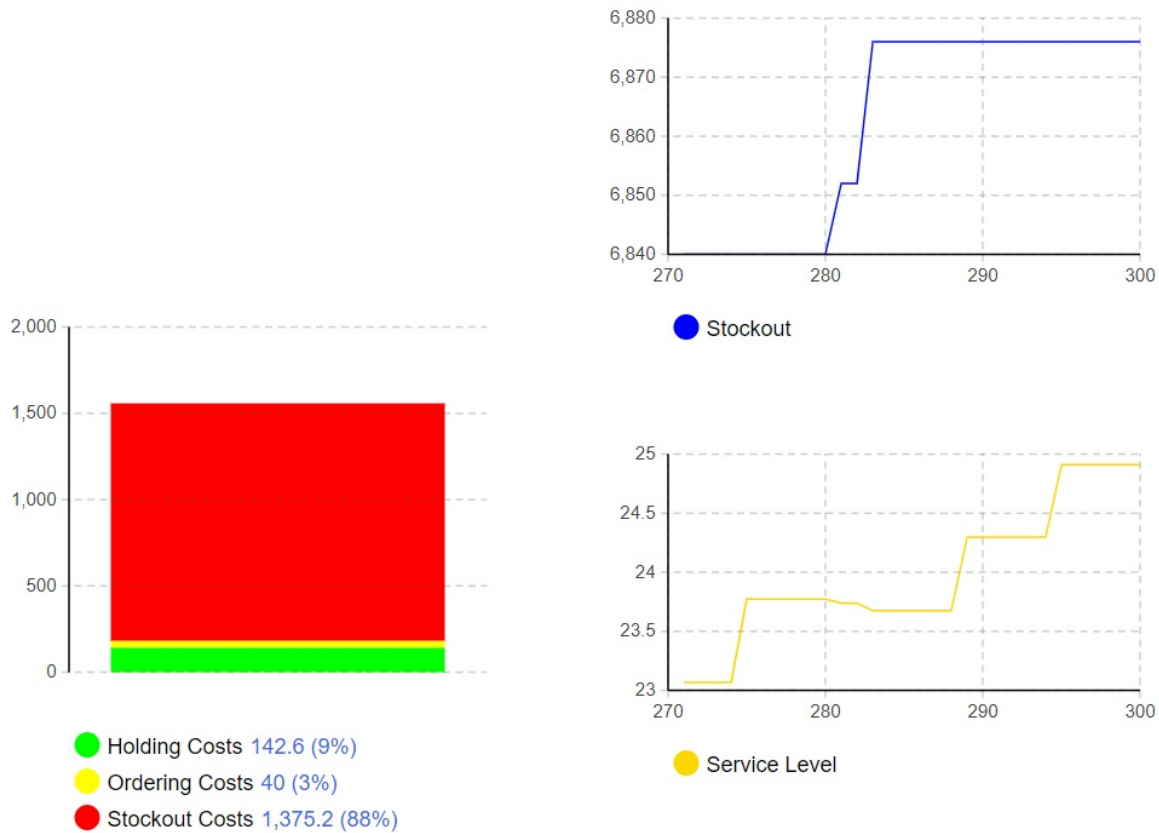 6,880
6,870
6,860
6,850
6,840
270 280 290 300
Stockout
2,000
1,500
1,000
500
0
Holding Costs 142.6 (9%)
Ordering Costs 40 (3%)
Stockout Costs 1,375.2 (88%)
25
24.5
24
23.5
23
270 280 290 300
Service Level